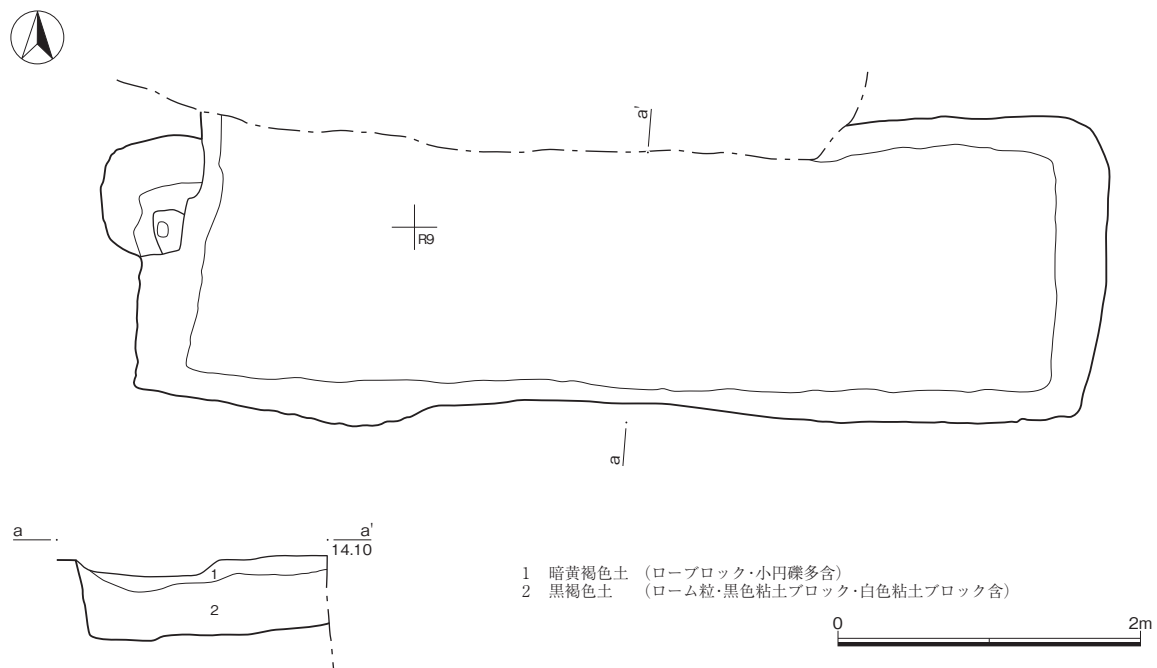 a'
R9
a
a a'
14.10
1
2
1 暗黄褐色土 （ローブロック・小円礫多含）
2 黒褐色土 （ローム粒・黒色粘土ブロック・白色粘土ブロック含）
0 2m